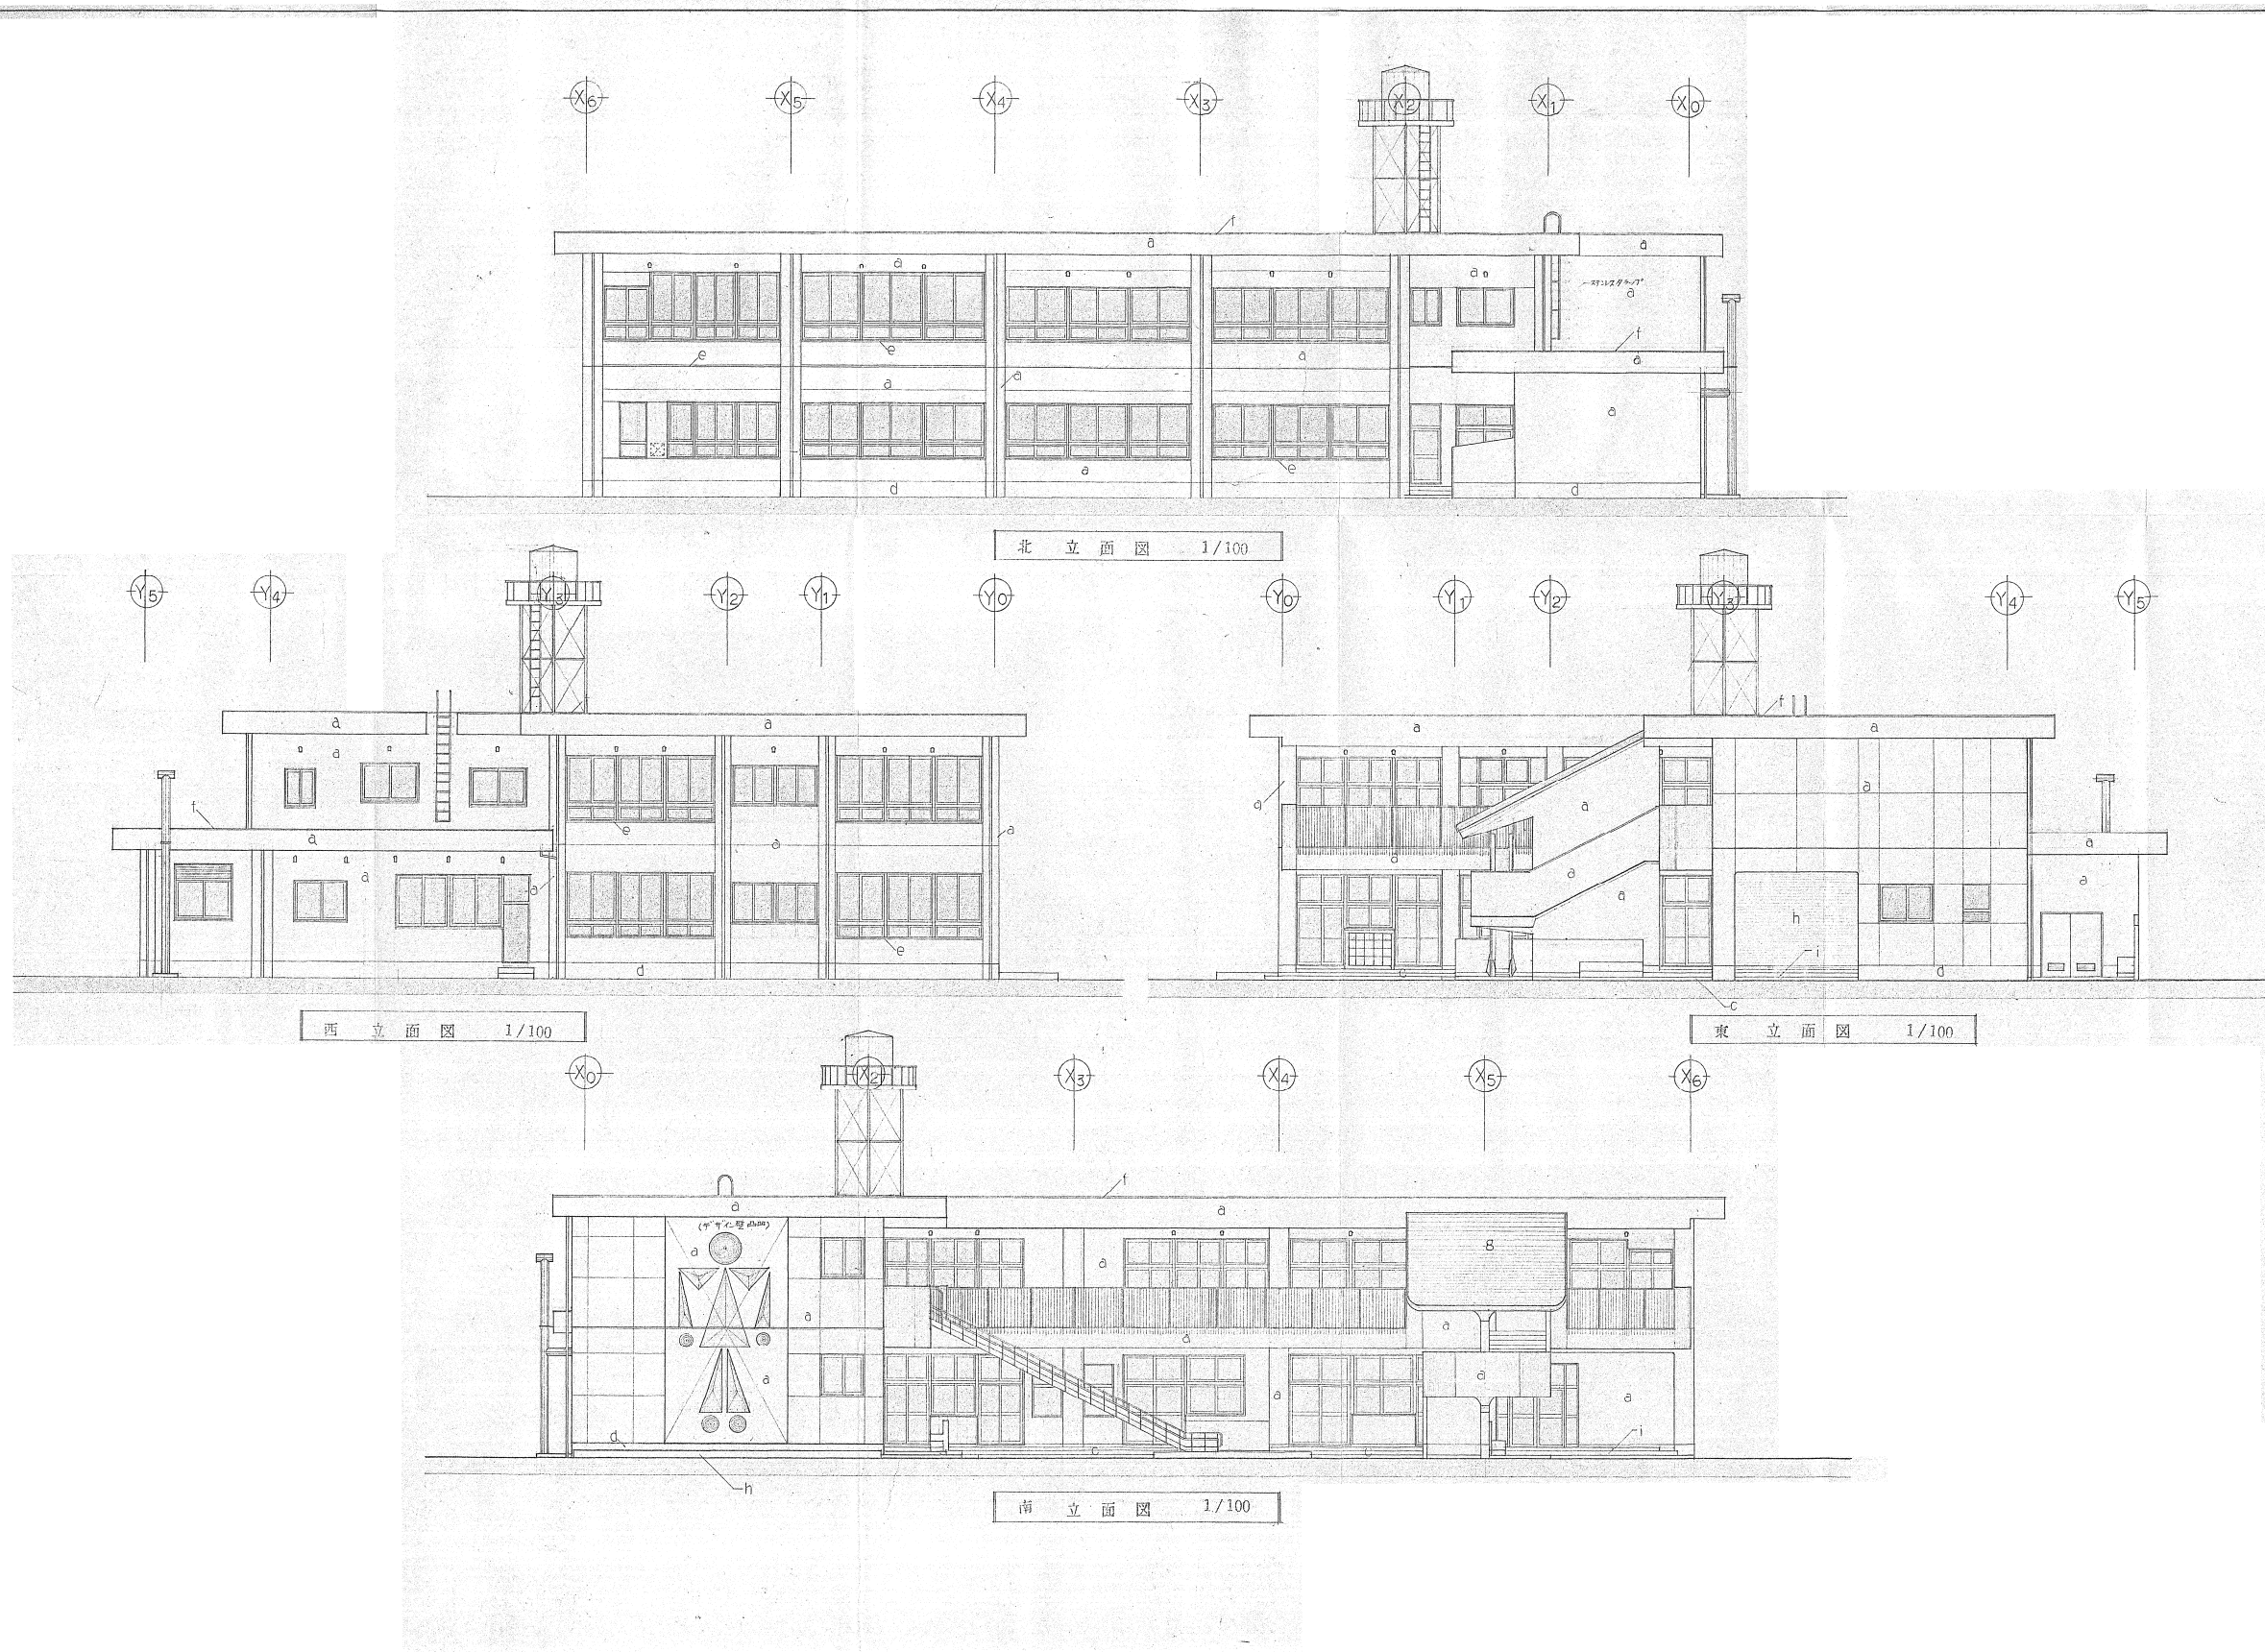 X6 X5 X4 X3 X2 X1 X0
f
a a
a a
ステンレスタラップ
a
f
e e a a
a a
a
a e
d d
北 立面図 1/100
Y5 Y4 Y3 Y2 Y1 Y0
a a
a
f
a e a a
a a
e
d
西 立面図 1/100
Y0 Y1 Y2 Y3 Y4 Y5
f
a a
a
a a
a a
a a
a
h
i
c d
c
東 立面図 1/100
X0 X2 X3 X4 X5 X6
f
a a
(デザイン壁凸凹)
a a 8
a a
a
a a
a a
d
c c i
h
南 立面図 1/100